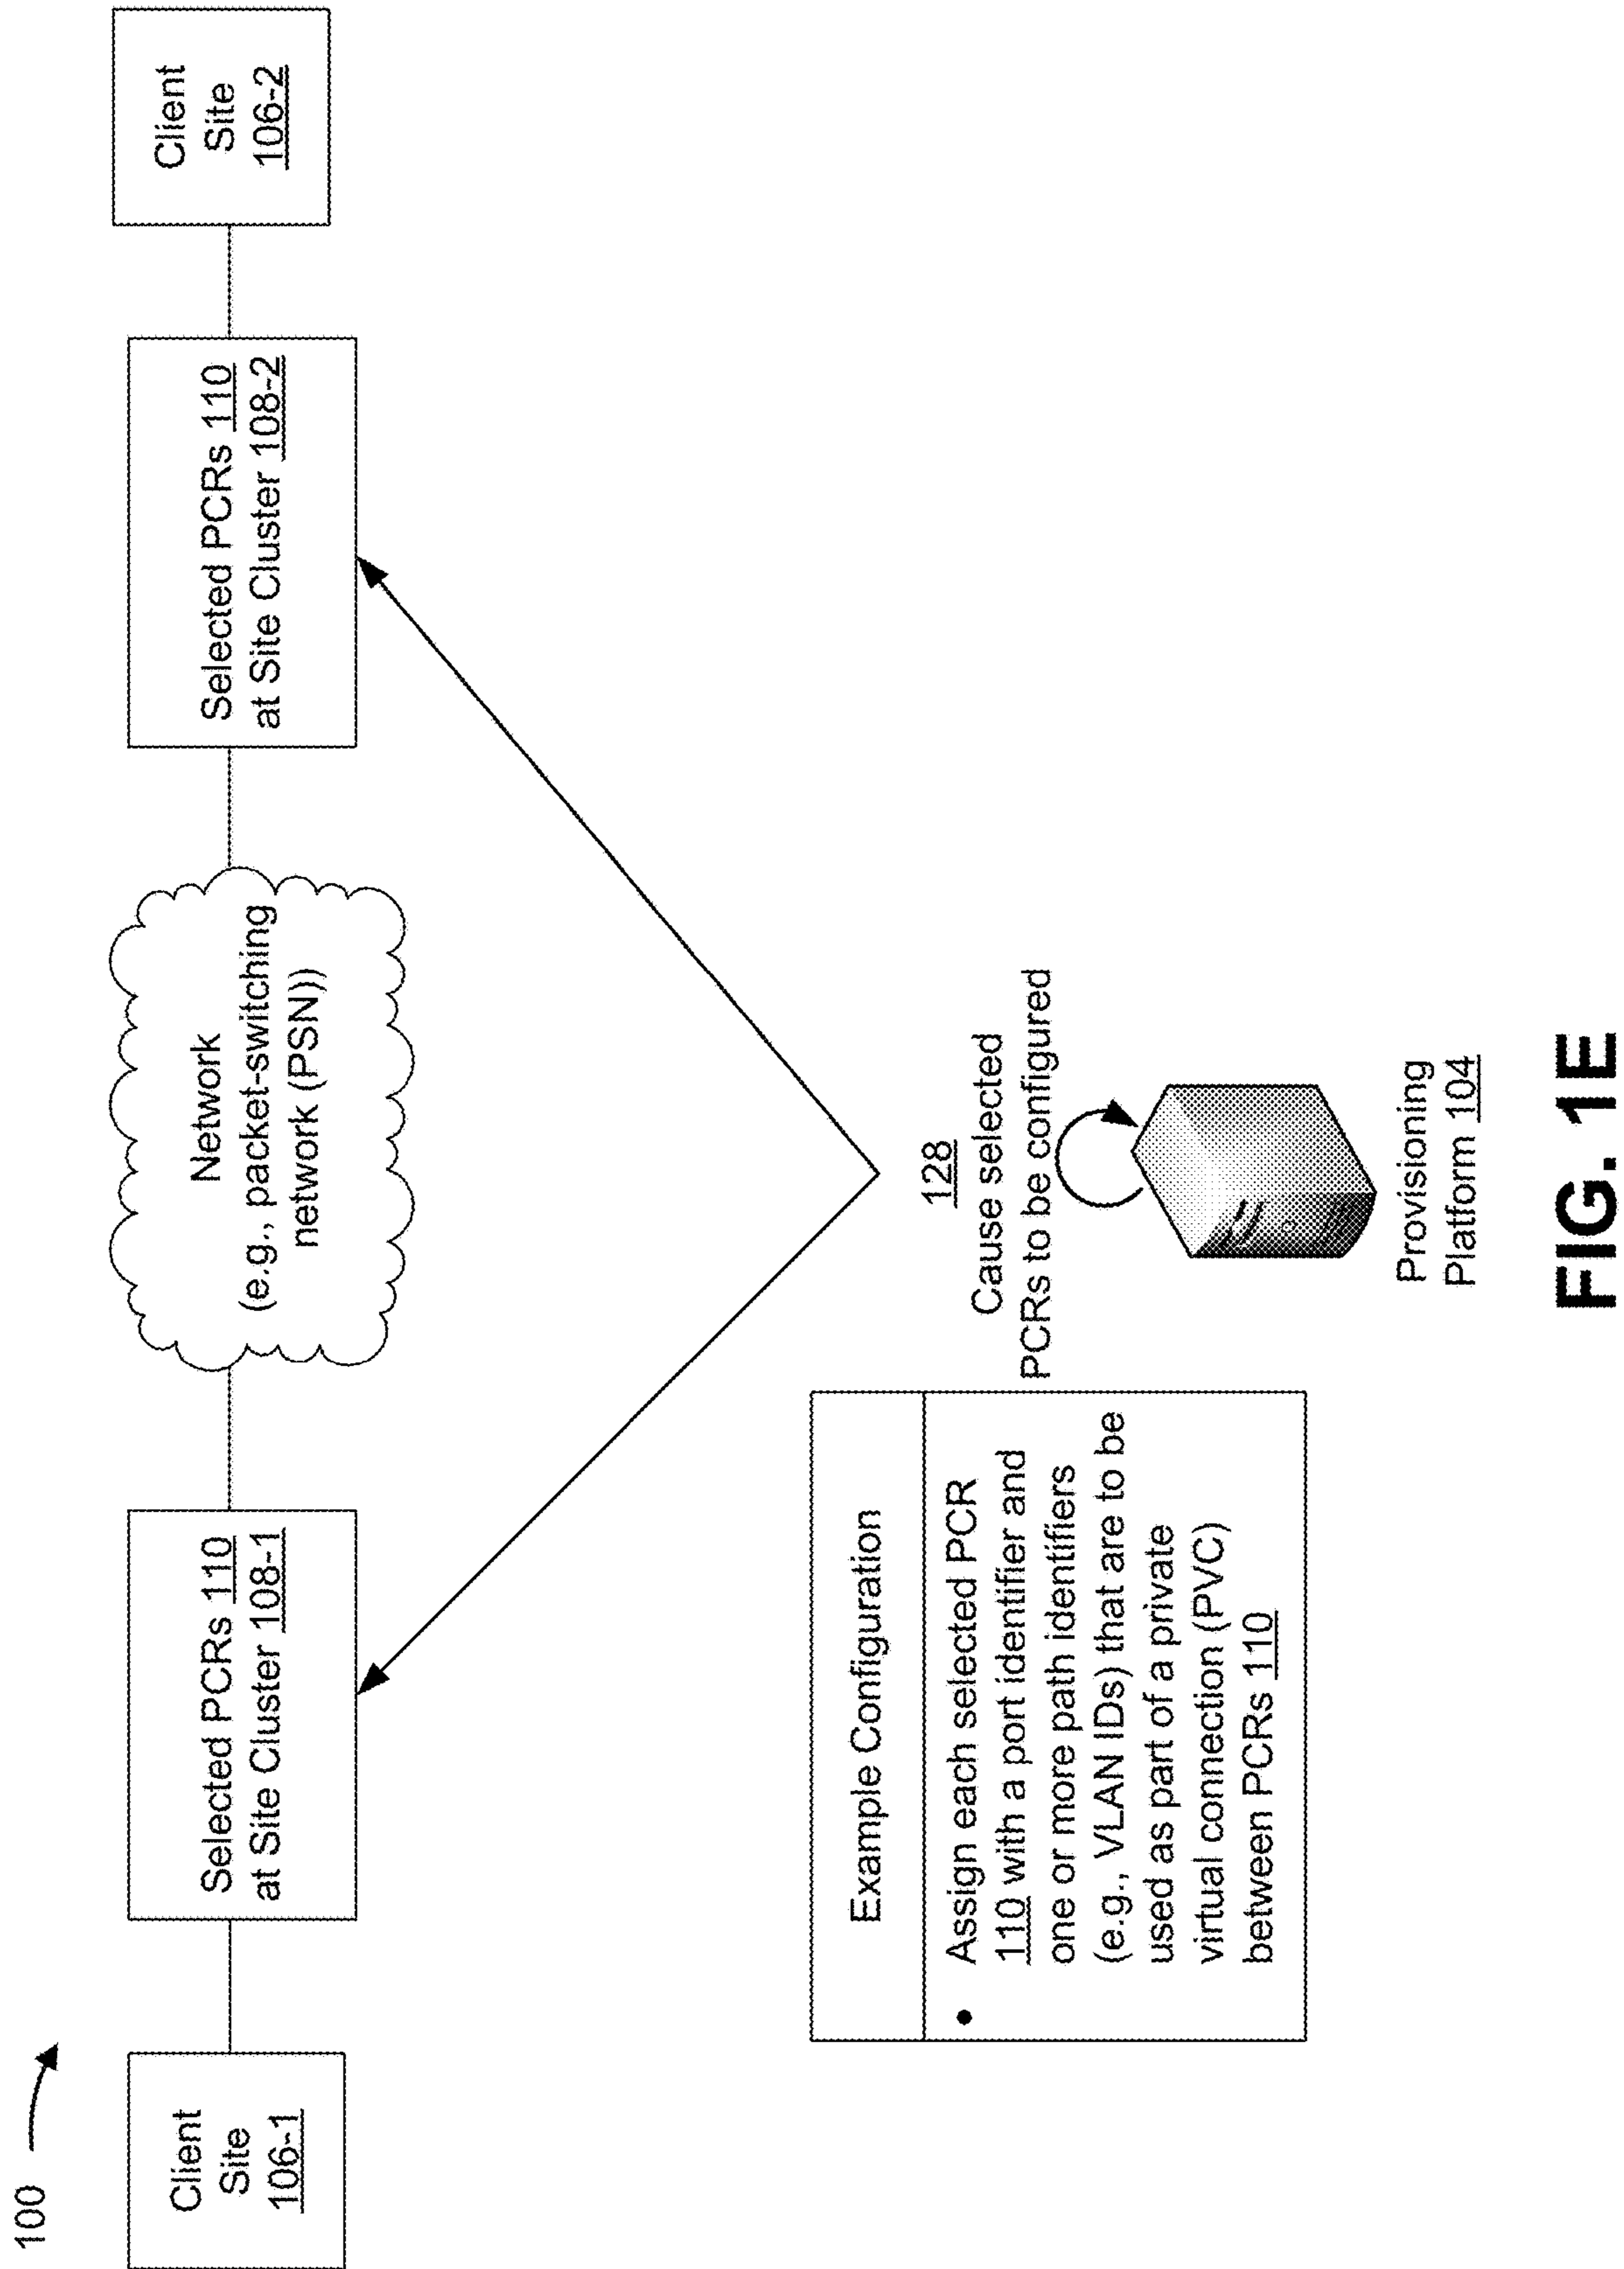 100
Client
Site
106-1
Selected PCRs 110
at Site Cluster 108-1
Network
(e.g., packet-switching
network (PSN))
Selected PCRs 110
at Site Cluster 108-2
Client
Site
106-2
Example Configuration
• Assign each selected PCR
110 with a port identifier and
one or more path identifiers
(e.g., VLAN IDs) that are to be
used as part of a private
virtual connection (PVC)
between PCRs 110
128
Cause selected
PCRs to be configured
Provisioning
Platform 104
FIG. 1E